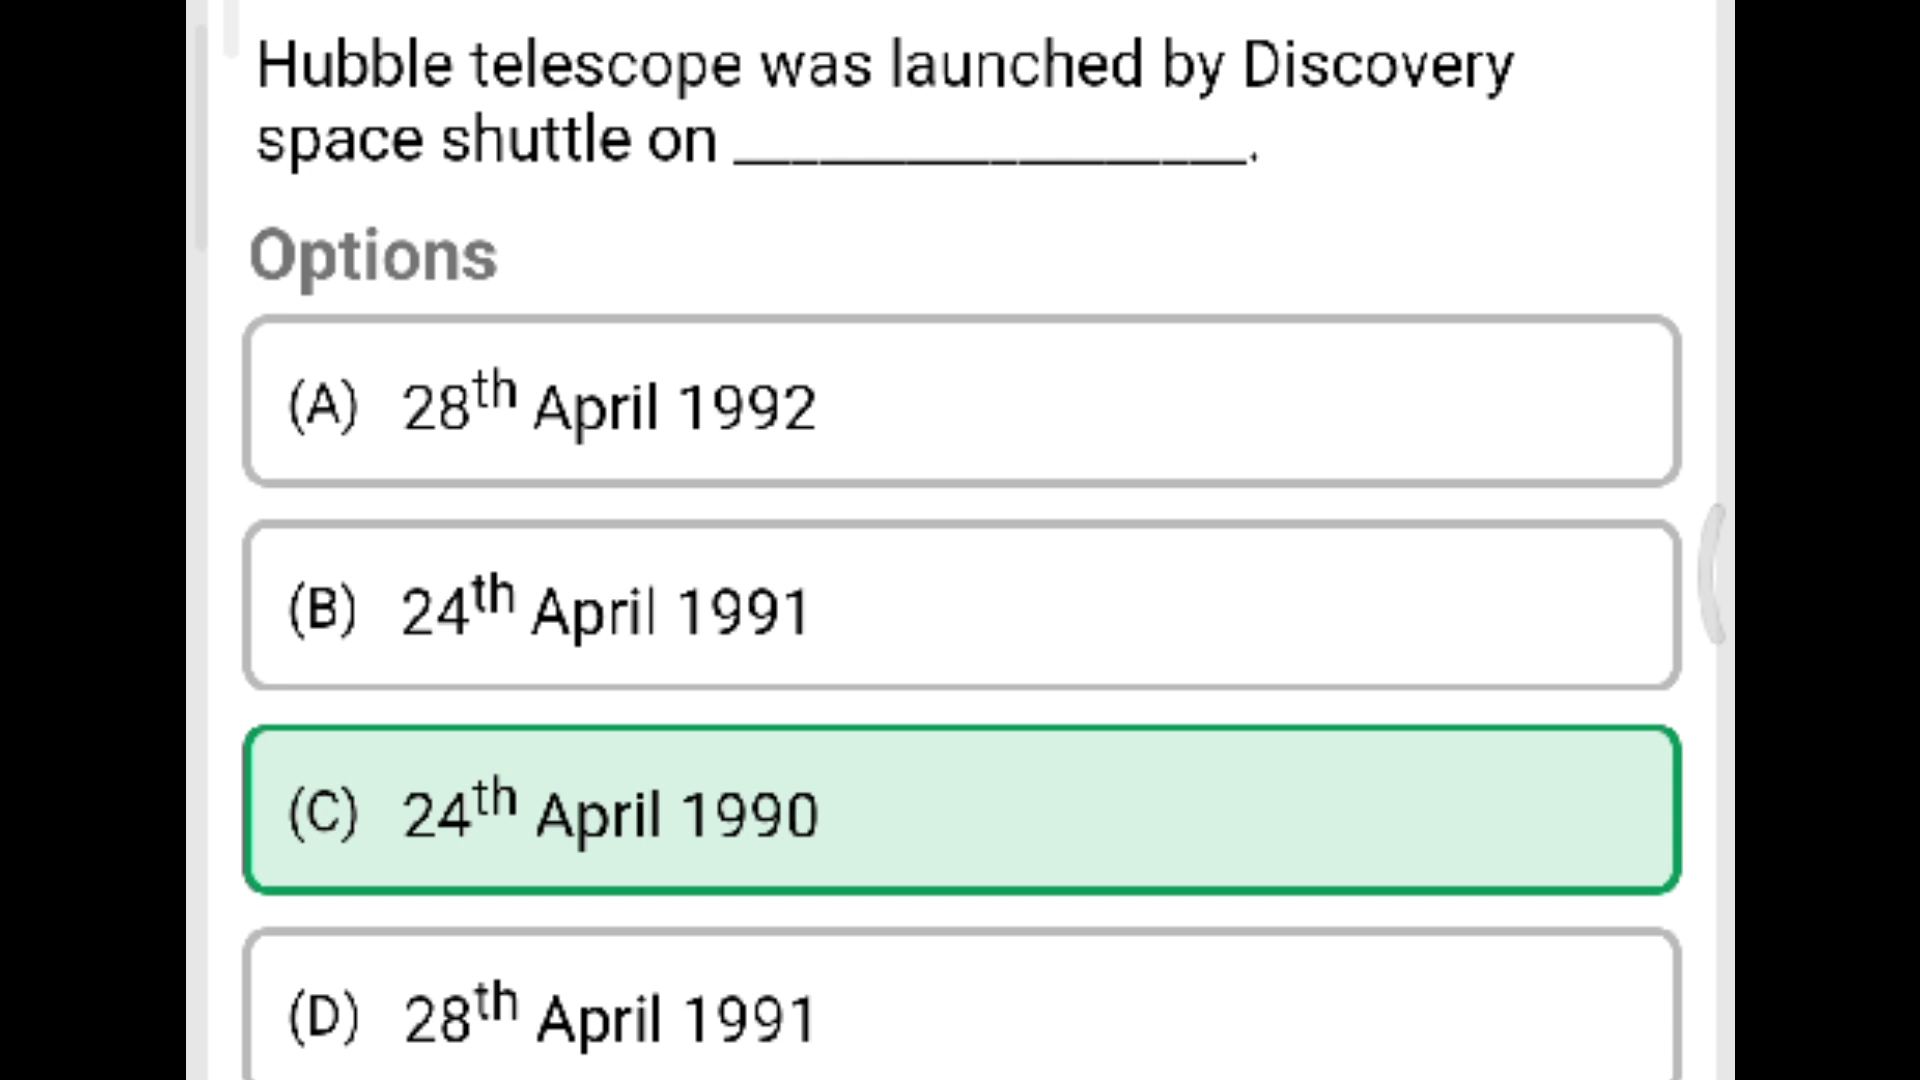 Hubble telescope was launched by Discovery
space shuttle on __________________.
Options
(A) 28th April 1992
(B) 24th April 1991
(C) 24th April 1990
(D) 28th April 1991